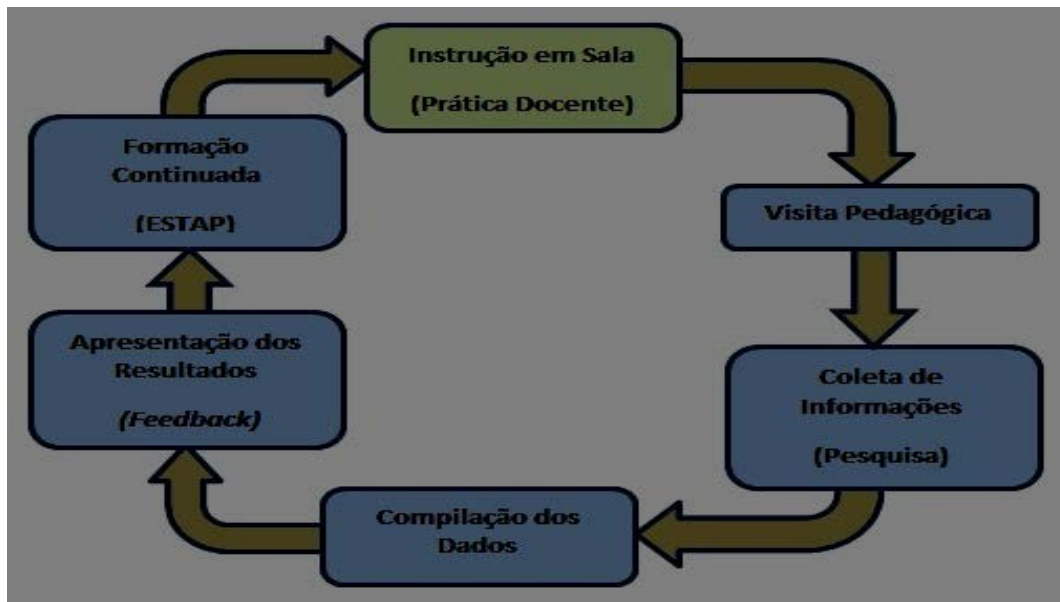 Instrução em Sala
(Prática Docente)
Visita Pedagógica
Coleta de
Informações
(Pesquisa)
Compilação dos
Dados
Apresentação dos
Resultados
(Feedback)
Formação
Continuada
(ESTAP)